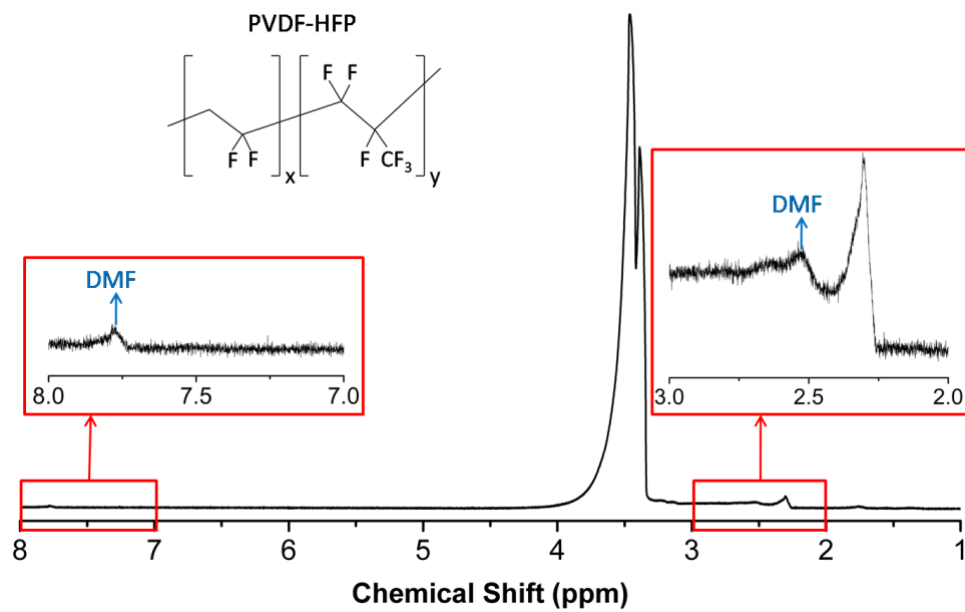 PVDF-HFP
F F
F F
F CF₃
x y
DMF
8.0 7.5 7.0
DMF
3.0 2.5 2.0
8 7 6 5 4 3 2 1
Chemical Shift (ppm)